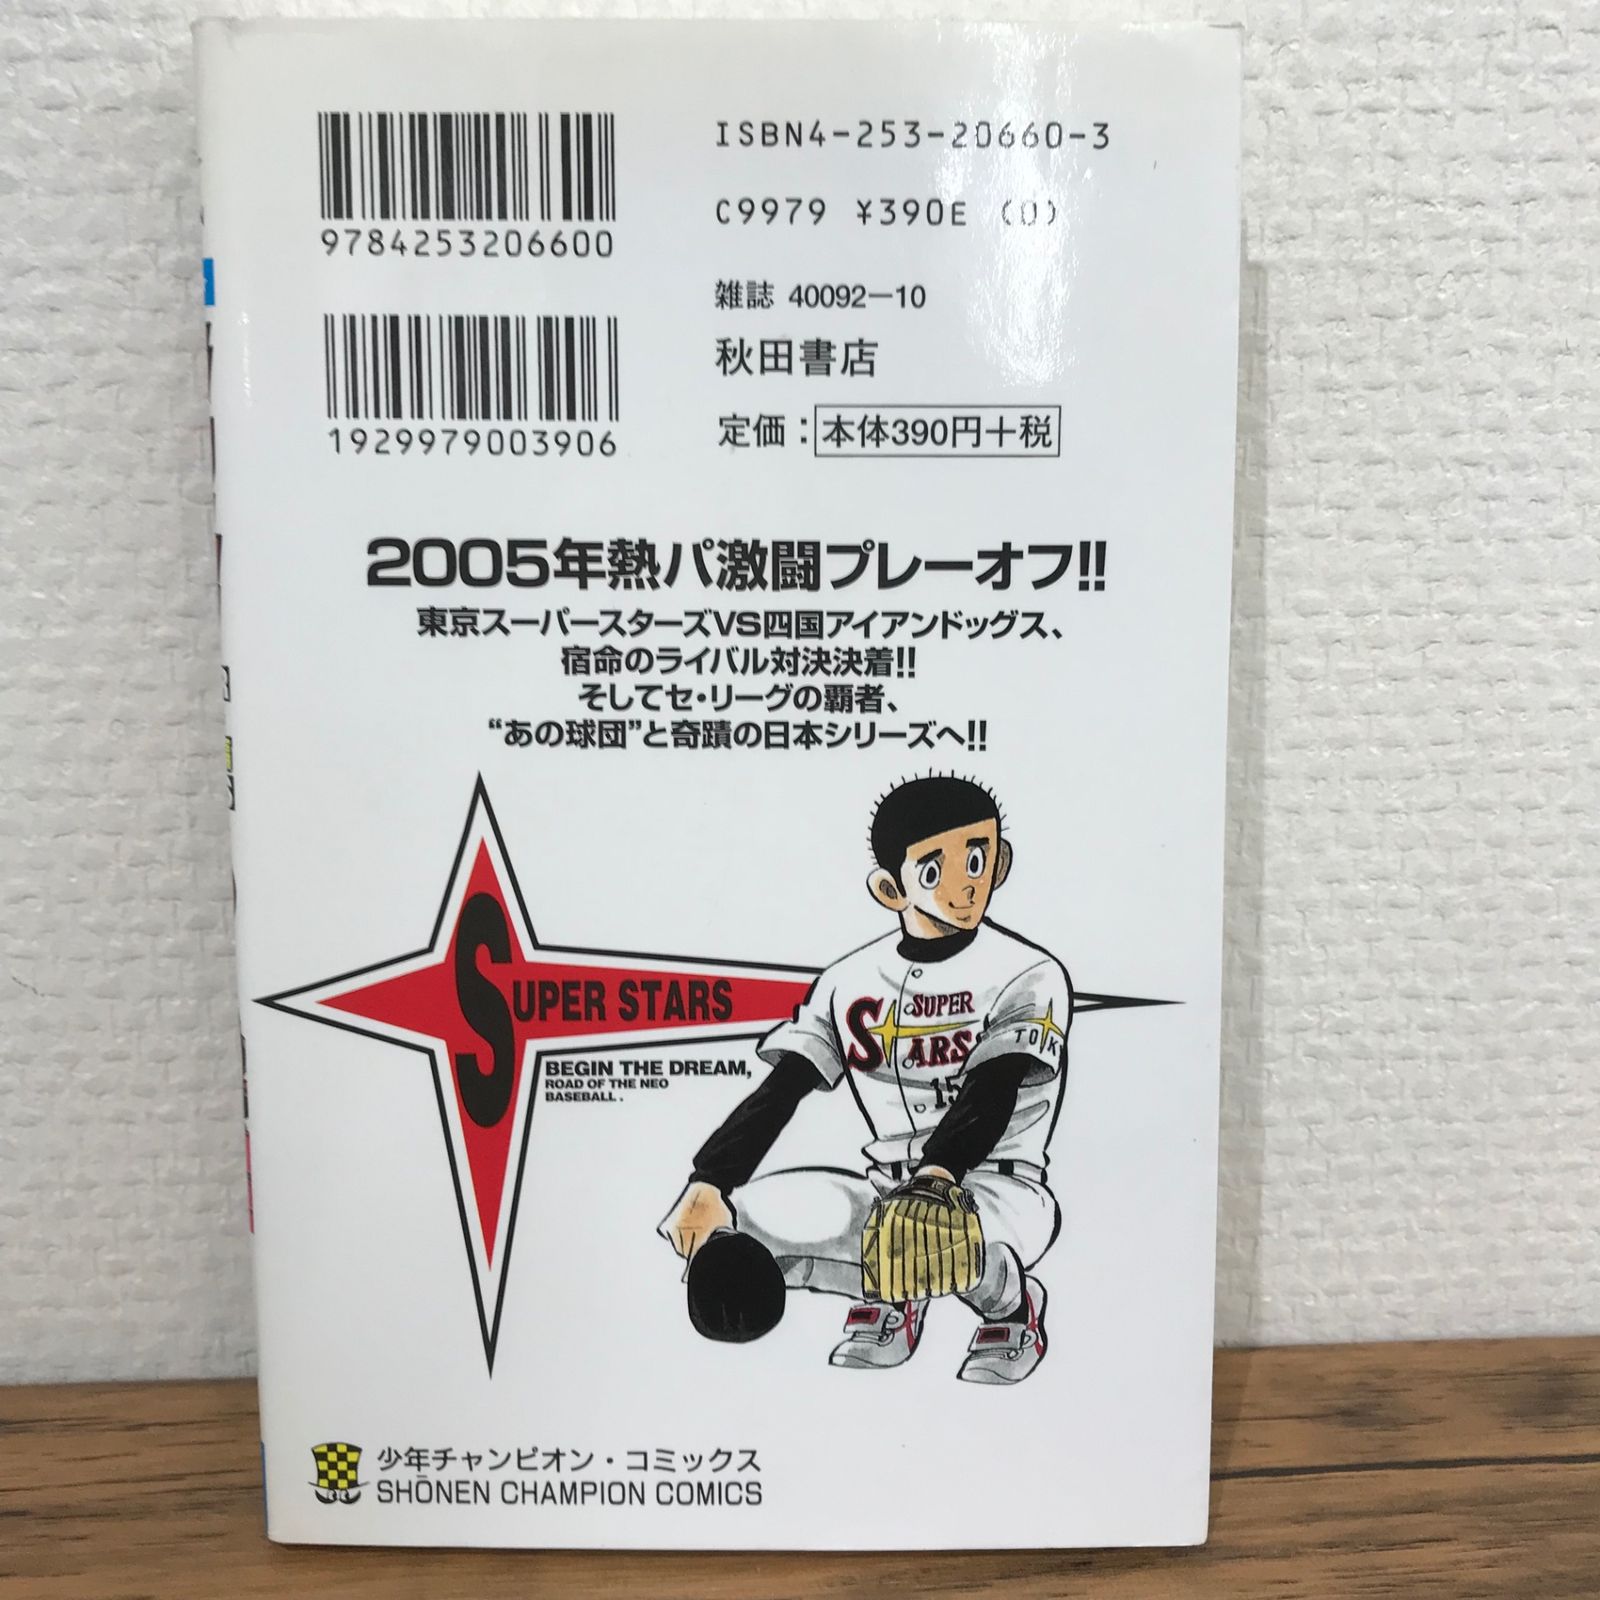 ISBN4-253-20660-3
C9979 ¥390E (0)
9784253206600
雑誌 40092-10
秋田書店
定価：本体390円＋税
1929979003906
2005年熱パ激闘プレーオフ!!
東京スーパースターズVS四国アイアンドッグス、
宿命のライバル対決決着!!
そしてセ・リーグの覇者、
“あの球団”と奇蹟の日本シリーズへ!!
SUPER STARS
BEGIN THE DREAM,
ROAD OF THE NEO
BASEBALL.
SUPER
STARS
15
TOK
少年チャンピオン・コミックス
SHŌNEN CHAMPION COMICS